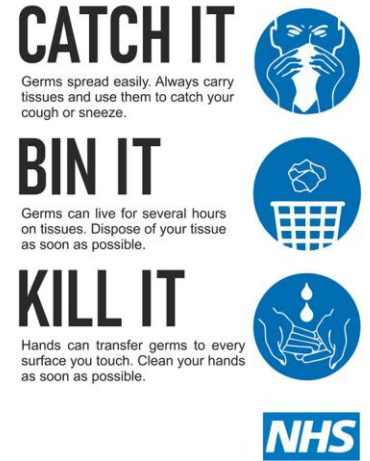 CATCH IT
Germs spread easily. Always carry
tissues and use them to catch your
cough or sneeze.
BIN IT
Germs can live for several hours
on tissues. Dispose of your tissue
as soon as possible.
KILL IT
Hands can transfer germs to every
surface you touch. Clean your hands
as soon as possible.
NHS